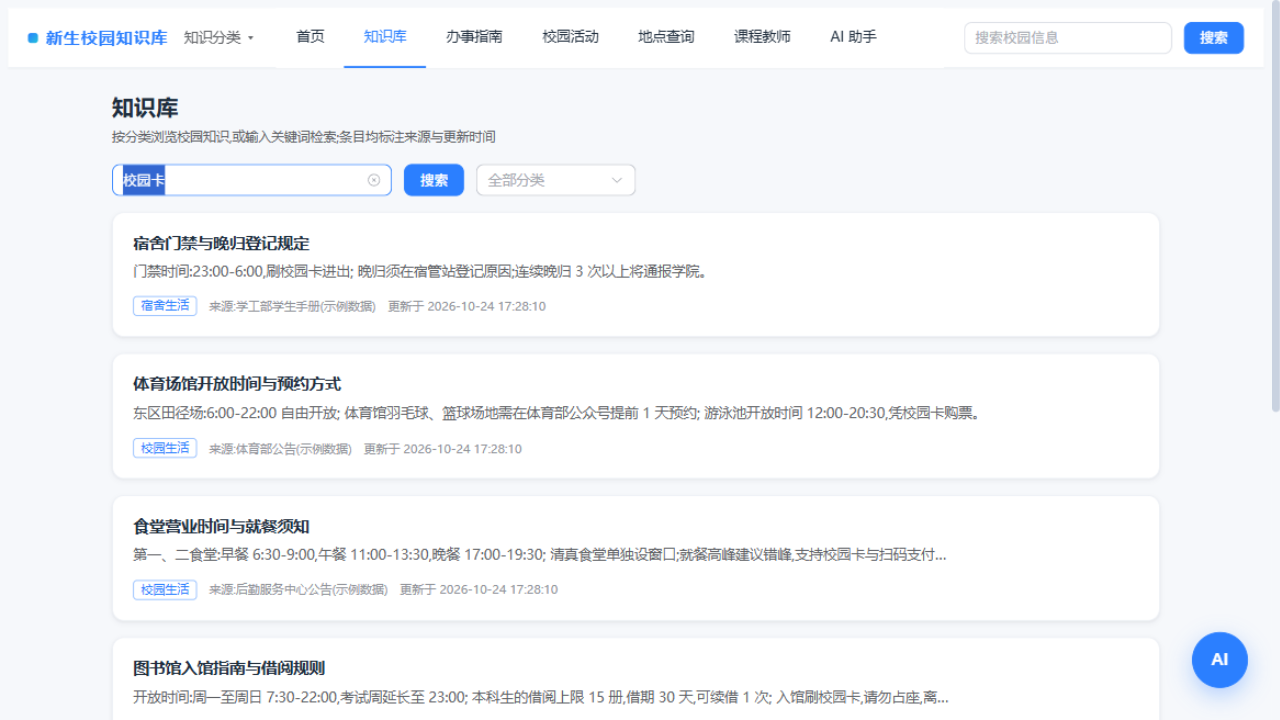 新生校园知识库 知识分类 首页 知识库 办事指南 校园活动 地点查询 课程教师 AI 助手 搜索校园信息 搜索
知识库
按分类浏览校园知识,或输入关键词检索;条目均标注来源与更新时间
校园卡 搜索 全部分类
宿舍门禁与晚归登记规定
门禁时间:23:00-6:00,刷校园卡进出; 晚归须在宿管站登记原因;连续晚归 3 次以上将通报学院。
宿舍生活 来源:学工部学生手册(示例数据) 更新于 2026-10-24 17:28:10
体育场馆开放时间与预约方式
东区田径场:6:00-22:00 自由开放; 体育馆羽毛球、篮球场地需在体育部公众号提前 1 天预约; 游泳池开放时间 12:00-20:30,凭校园卡购票。
校园生活 来源:体育部公告(示例数据) 更新于 2026-10-24 17:28:10
食堂营业时间与就餐须知
第一、二食堂:早餐 6:30-9:00,午餐 11:00-13:30,晚餐 17:00-19:30; 清真食堂单独设窗口;就餐高峰建议错峰,支持校园卡与扫码支付...
校园生活 来源:后勤服务中心公告(示例数据) 更新于 2026-10-24 17:28:10
图书馆入馆指南与借阅规则
开放时间:周一至周日 7:30-22:00,考试周延长至 23:00; 本科生的借阅上限 15 册,借期 30 天,可续借 1 次; 入馆刷校园卡,请勿占座,离...
AI